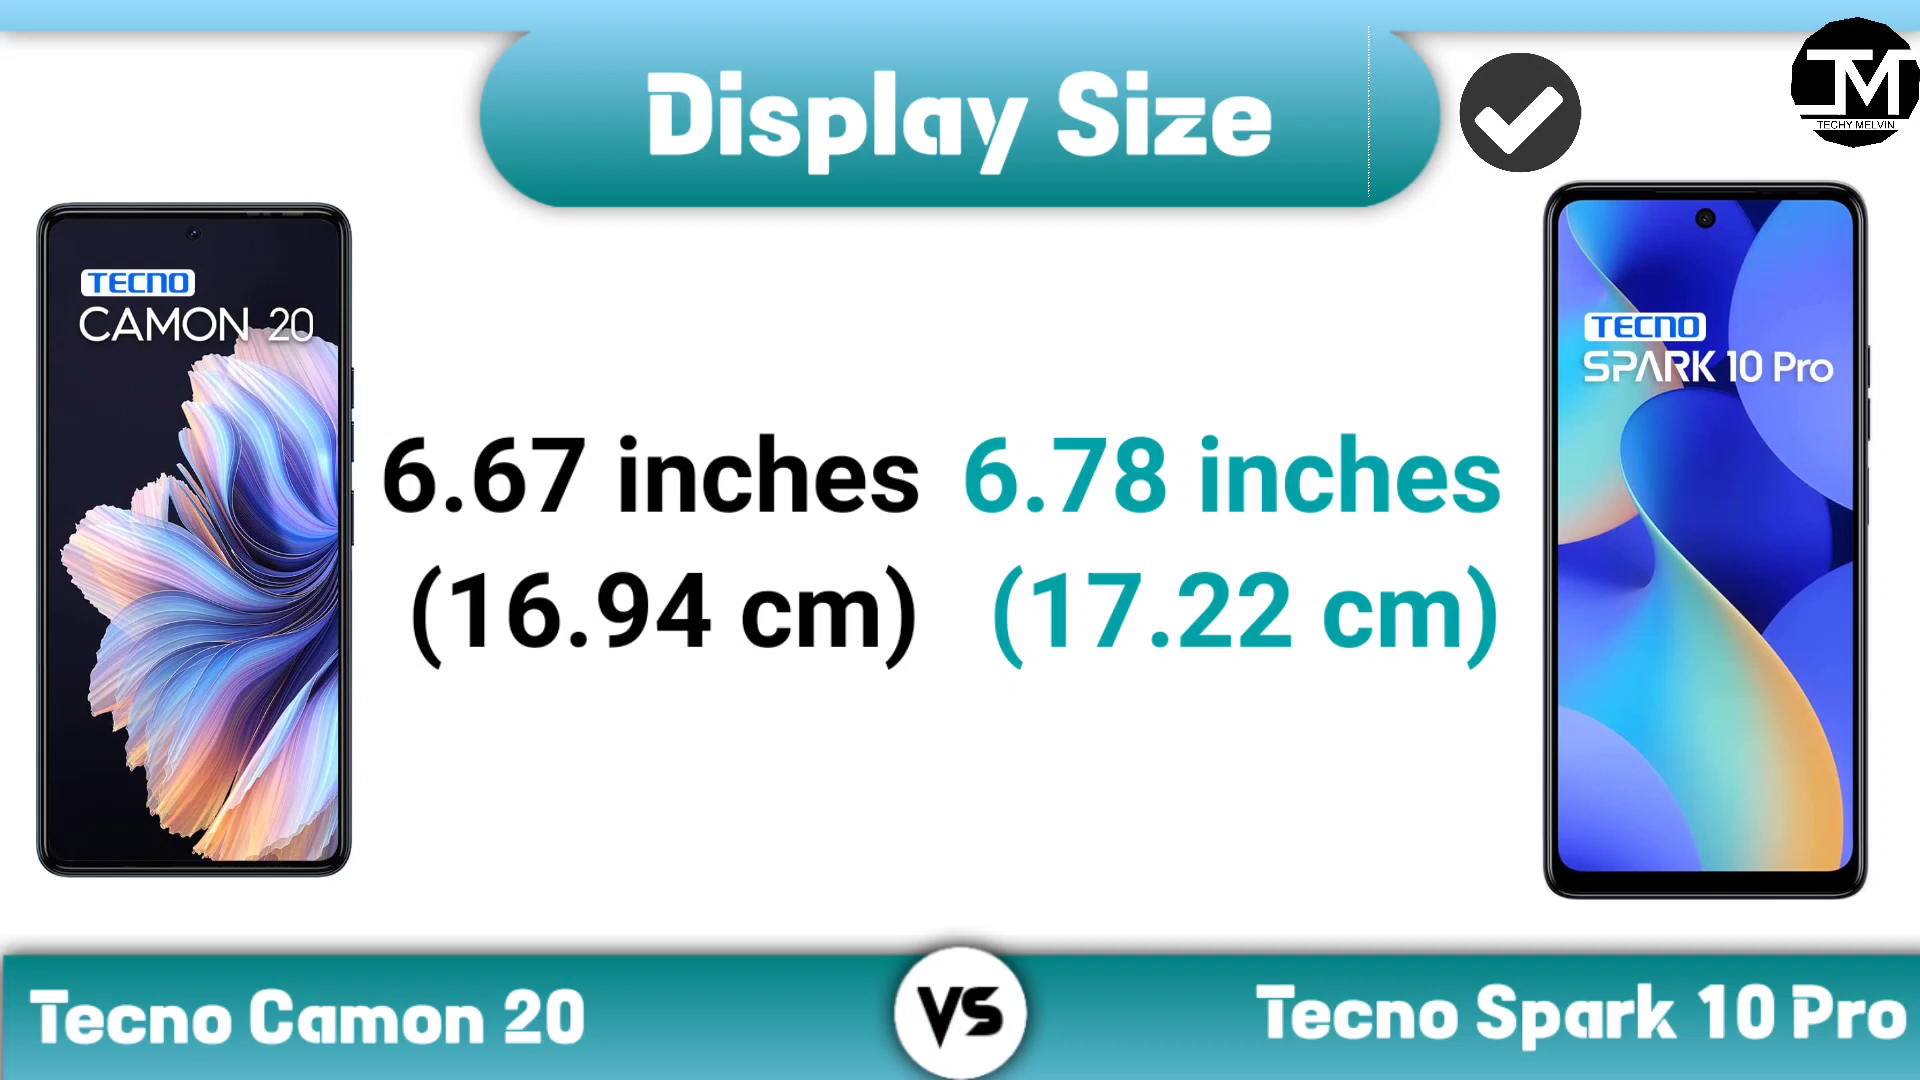 Display Size
TM
TECHY MELVIN
TECNO
CAMON 20
TECNO
SPARK 10 Pro
6.67 inches
(16.94 cm)
6.78 inches
(17.22 cm)
Tecno Camon 20
VS
Tecno Spark 10 Pro